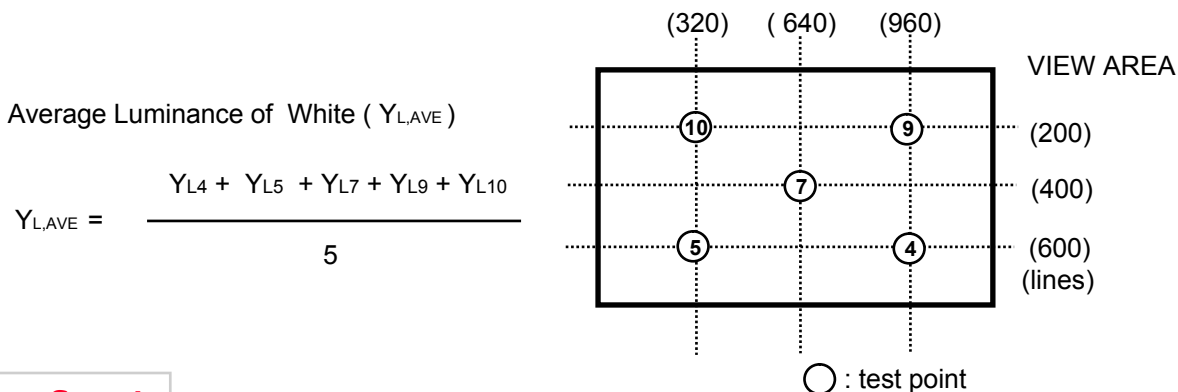 (320) ( 640) (960)
VIEW AREA
Average Luminance of White ( YL,AVE )
10 9 (200)
YL4 + YL5 + YL7 + YL9 + YL10
7 (400)
YL,AVE =
5
5 4 (600)
(lines)
: test point